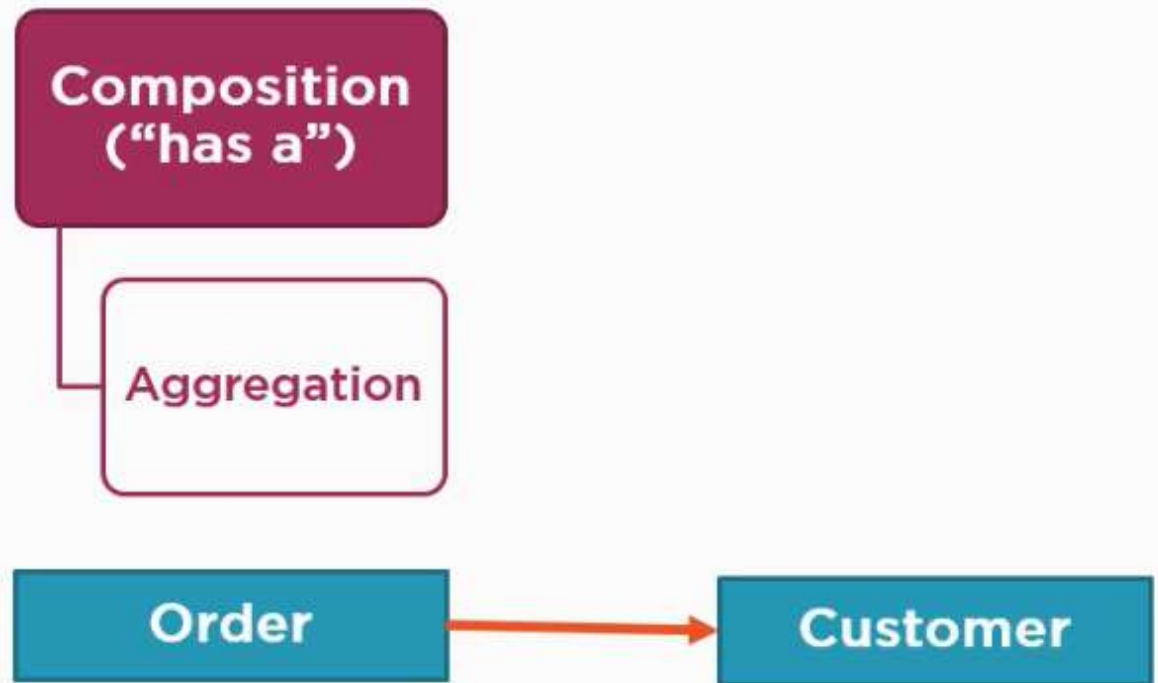 Composition
(“has a”)
Aggregation
Order
Customer